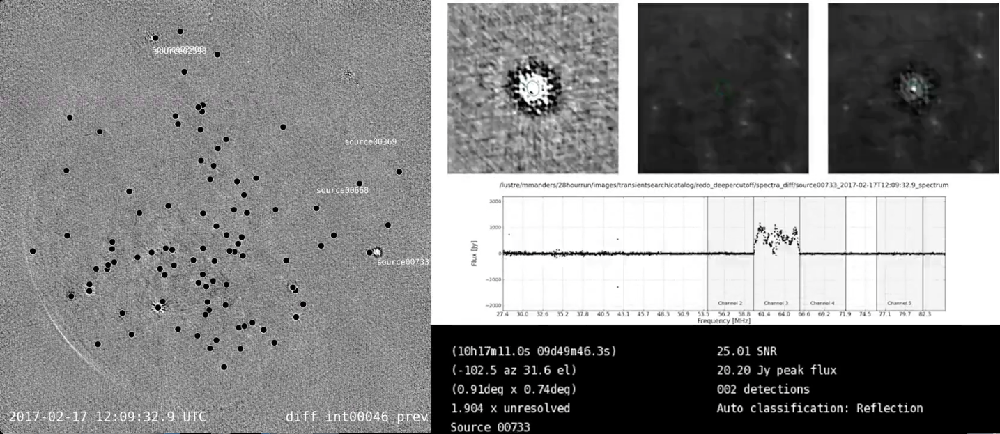 source02598
source00369
source00668
source00733
2017-02-17 12:09:32.9 UTC
diff_int00046_prev
/lustre/mmanders/28hourrun/images/transientsearch/catalog/redo_deepercutoff/spectra_diff/source00733_2017-02-17T12:09:32.9_spectrum
Flux [Jy]
3000
1000
0
−2000
−2000
Channel 2
Channel 3
Channel 4
Channel 5
27.4 30.0 32.6 35.2 37.8 40.5 43.1 45.7 48.3 50.9 53.5 56.2 58.8 61.4 64.0 66.6 69.2 71.9 74.5 77.1 79.7 82.3
Frequency [MHz]
(10h17m11.0s 09d49m46.3s)
(-102.5 az 31.6 el)
(0.91deg x 0.74deg)
1.904 x unresolved
Source 00733
25.01 SNR
20.20 Jy peak flux
002 detections
Auto classification: Reflection